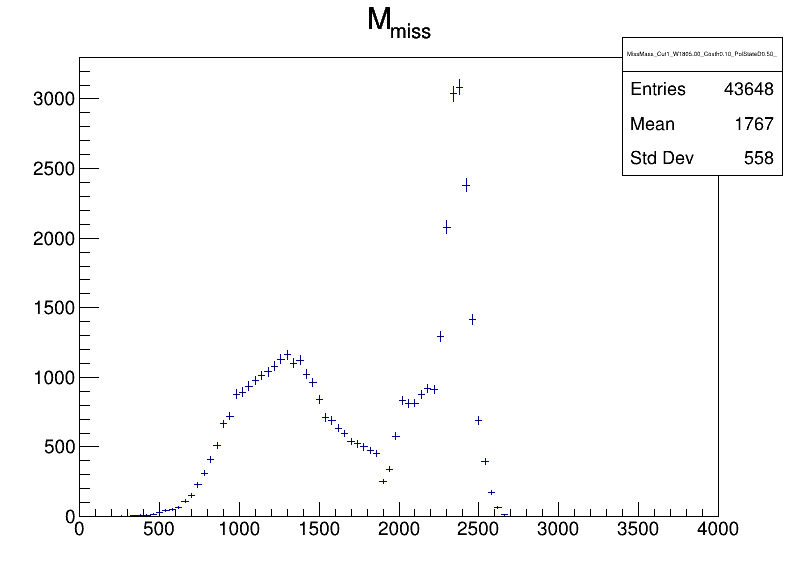 M_miss
MissMass_Cut1_W1805.00_Costh0.10_PolStateD0.50_
Entries 43648
Mean 1767
Std Dev 558
3000
2500
2000
1500
1000
500
0
0 500 1000 1500 2000 2500 3000 3500 4000